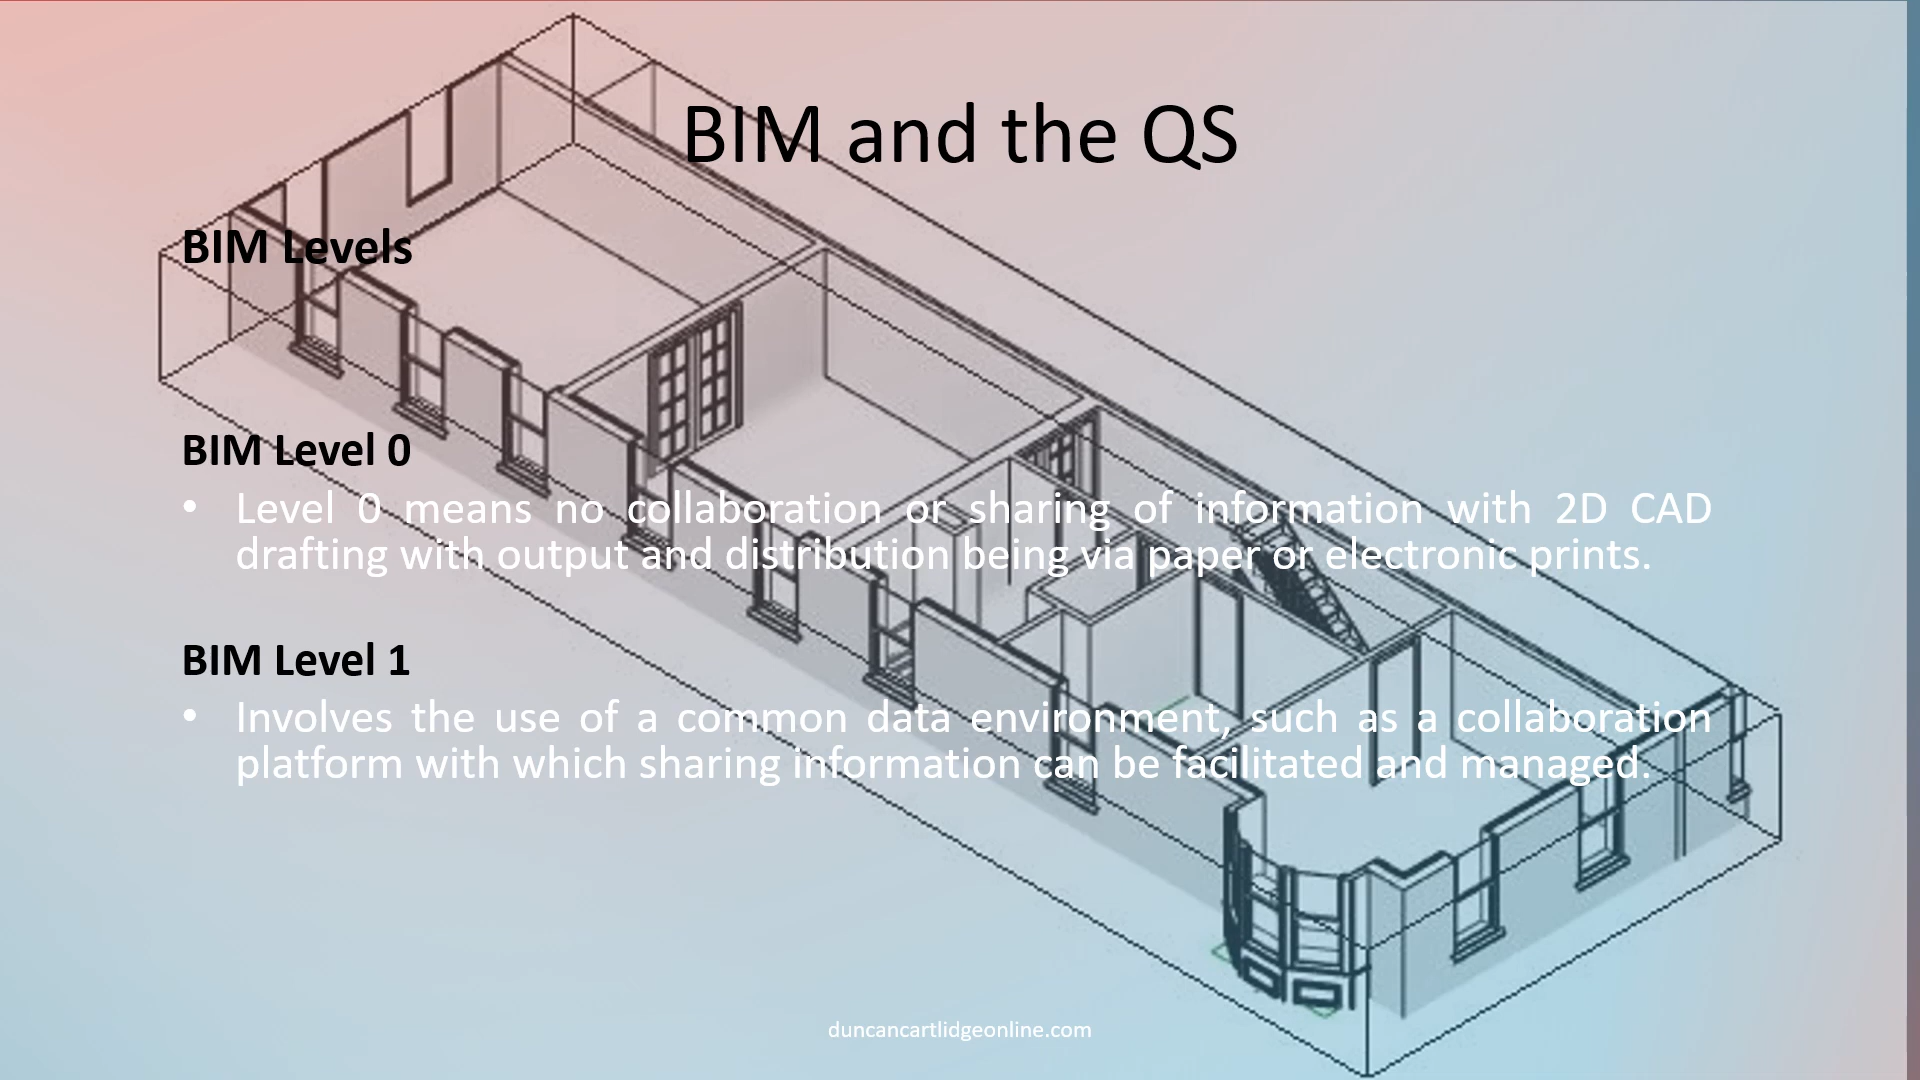 BIM and the QS
BIM Levels
BIM Level 0
• Level 0 means no collaboration or sharing of information with 2D CAD
drafting with output and distribution being via paper or electronic prints.
BIM Level 1
• Involves the use of a common data environment, such as a collaboration
platform with which sharing information can be facilitated and managed.
duncancartlidgeonline.com